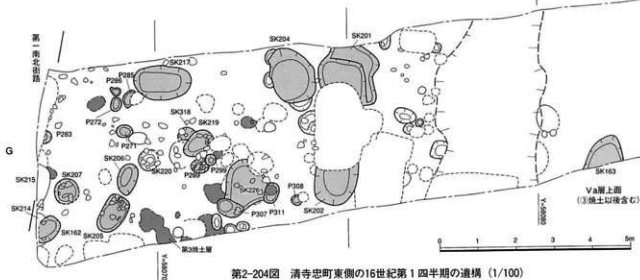 第一南北街路
G
SK204
SK201
SK217
P285
P286
P272
P283
P271
SK318
SK219
SK206
SK220
P299
SK215
SK207
SK226
P308
P311
P307
SK202
SK214
SK162
SK205
第3焼土層
SK163
Ⅴa層上面
(③焼土以後含む)
0 1 2 3 4 5m
第2-204図 清寺忠町東側の16世紀第1四半期の遺構 (1/100)